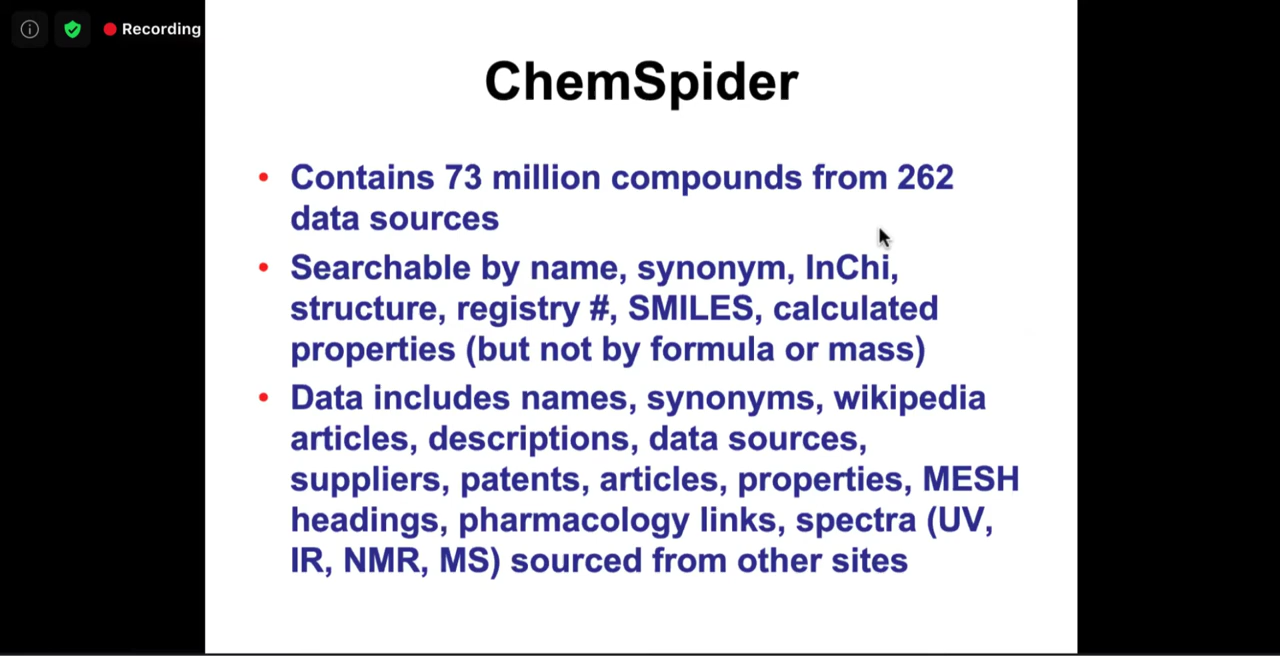 Recording
ChemSpider
• Contains 73 million compounds from 262
data sources
• Searchable by name, synonym, InChi,
structure, registry #, SMILES, calculated
properties (but not by formula or mass)
• Data includes names, synonyms, wikipedia
articles, descriptions, data sources,
suppliers, patents, articles, properties, MESH
headings, pharmacology links, spectra (UV,
IR, NMR, MS) sourced from other sites